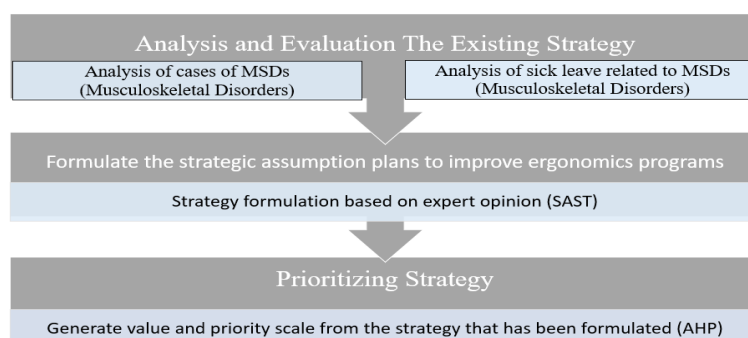 Analysis and Evaluation The Existing Strategy
Analysis of cases of MSDs
(Musculoskeletal Disorders)
Analysis of sick leave related to MSDs
(Musculoskeletal Disorders)
Formulate the strategic assumption plans to improve ergonomics programs
Strategy formulation based on expert opinion (SAST)
Prioritizing Strategy
Generate value and priority scale from the strategy that has been formulated (AHP)